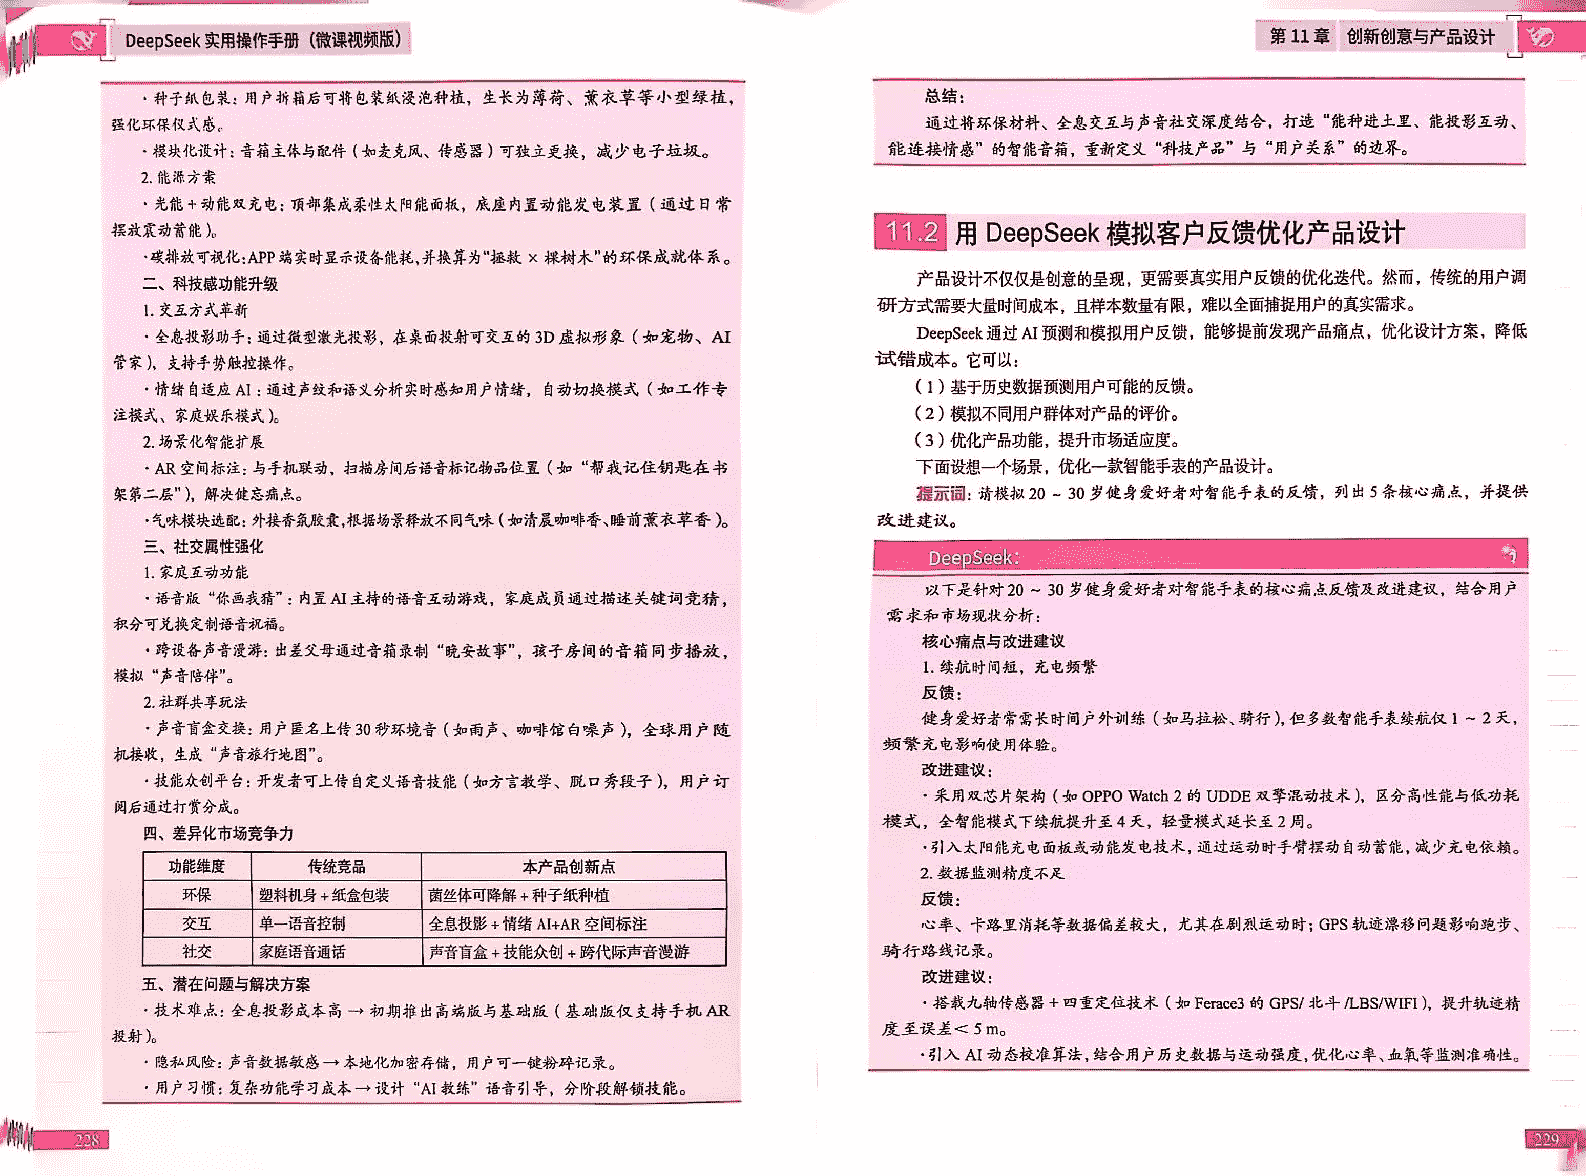 DeepSeek 实用操作手册（微课视频版）
·种子纸包装：用户拆箱后可将包装纸浸泡种植，生长为薄荷、薰衣草等小型绿植，
强化环保仪式感。
·模块化设计：音箱主体与配件（如麦克风、传感器）可独立更换，减少电子垃圾。
2. 能源方案
·光能＋动能双充电：顶部集成柔性太阳能面板，底座内置动能发电装置（通过日常
摆放震动蓄能）。
·碳排放可视化：APP 端实时显示设备能耗，并换算为“拯救 × 棵树木”的环保成就体系。
二、科技感功能升级
1. 交互方式革新
·全息投影助手：通过微型激光投影，在桌面投射可交互的 3D 虚拟形象（如宠物、AI
管家），支持手势触控操作。
·情绪自适应 AI：通过声纹和语义分析实时感知用户情绪，自动切换模式（如工作专
注模式、家庭娱乐模式）。
2. 场景化智能扩展
·AR 空间标注：与手机联动，扫描房间后语音标记物品位置（如“帮我记住钥匙在书
架第二层”），解决健忘痛点。
·气味模块选配：外接香氛胶囊，根据场景释放不同气味（如清晨咖啡香、睡前薰衣草香）。
三、社交属性强化
1. 家庭互动功能
·语音版“你画我猜”：内置 AI 主持的语音互动游戏，家庭成员通过描述关键词竞猜，
积分可兑换定制语音祝福。
·跨设备声音漫游：出差父母通过音箱录制“晚安故事”，孩子房间的音箱同步播放，
模拟“声音陪伴”。
2. 社群共享玩法
·声音盲盒交换：用户匿名上传 30 秒环境音（如雨声、咖啡馆白噪声），全球用户随
机接收，生成“声音旅行地图”。
·技能众创平台：开发者可上传自定义语音技能（如方言教学、脱口秀段子），用户订
阅后通过打赏分成。
四、差异化市场竞争力
功能维度 传统竞品 本产品创新点
环保 塑料机身＋纸盒包装 菌丝体可降解＋种子纸种植
交互 单一语音控制 全息投影＋情绪 AI+AR 空间标注
社交 家庭语音通话 声音盲盒＋技能众创＋跨代际声音漫游
五、潜在问题与解决方案
·技术难点：全息投影成本高 → 初期推出高端版与基础版（基础版仅支持手机 AR
投射）。
·隐私风险：声音数据敏感 → 本地化加密存储，用户可一键粉碎记录。
·用户习惯：复杂功能学习成本 → 设计“AI 教练”语音引导，分阶段解锁技能。
228
第 11 章 创新创意与产品设计
总结：
通过将环保材料、全息交互与声音社交深度结合，打造“能种进土里、能投影互动、
能连接情感”的智能音箱，重新定义“科技产品”与“用户关系”的边界。
11.2 用 DeepSeek 模拟客户反馈优化产品设计
产品设计不仅仅是创意的呈现，更需要真实用户反馈的优化迭代。然而，传统的用户调
研方式需要大量时间成本，且样本数量有限，难以全面捕捉用户的真实需求。
DeepSeek 通过 AI 预测和模拟用户反馈，能够提前发现产品痛点，优化设计方案，降低
试错成本。它可以：
（1）基于历史数据预测用户可能的反馈。
（2）模拟不同用户群体对产品的评价。
（3）优化产品功能，提升市场适应度。
下面设想一个场景，优化一款智能手表的产品设计。
提示词：请模拟 20 ~ 30 岁健身爱好者对智能手表的反馈，列出 5 条核心痛点，并提供
改进建议。
DeepSeek：
以下是针对 20 ~ 30 岁健身爱好者对智能手表的核心痛点反馈及改进建议，结合用户
需求和市场现状分析：
核心痛点与改进建议
1. 续航时间短，充电频繁
反馈：
健身爱好者常需长时间户外训练（如马拉松、骑行），但多数智能手表续航仅 1 ~ 2 天，
频繁充电影响使用体验。
改进建议：
·采用双芯片架构（如 OPPO Watch 2 的 UDDE 双擎混动技术），区分高性能与低功耗
模式，全智能模式下续航提升至 4 天，轻量模式延长至 2 周。
·引入太阳能充电面板或动能发电技术，通过运动时手臂摆动自动蓄能，减少充电依赖。
2. 数据监测精度不足
反馈：
心率、卡路里消耗等数据偏差较大，尤其在剧烈运动时；GPS 轨迹漂移问题影响跑步、
骑行路线记录。
改进建议：
·搭载九轴传感器＋四重定位技术（如 Ferace3 的 GPS/ 北斗 /LBS/WIFI），提升轨迹精
度至误差＜ 5 m。
·引入 AI 动态校准算法，结合用户历史数据与运动强度，优化心率、血氧等监测准确性。
229